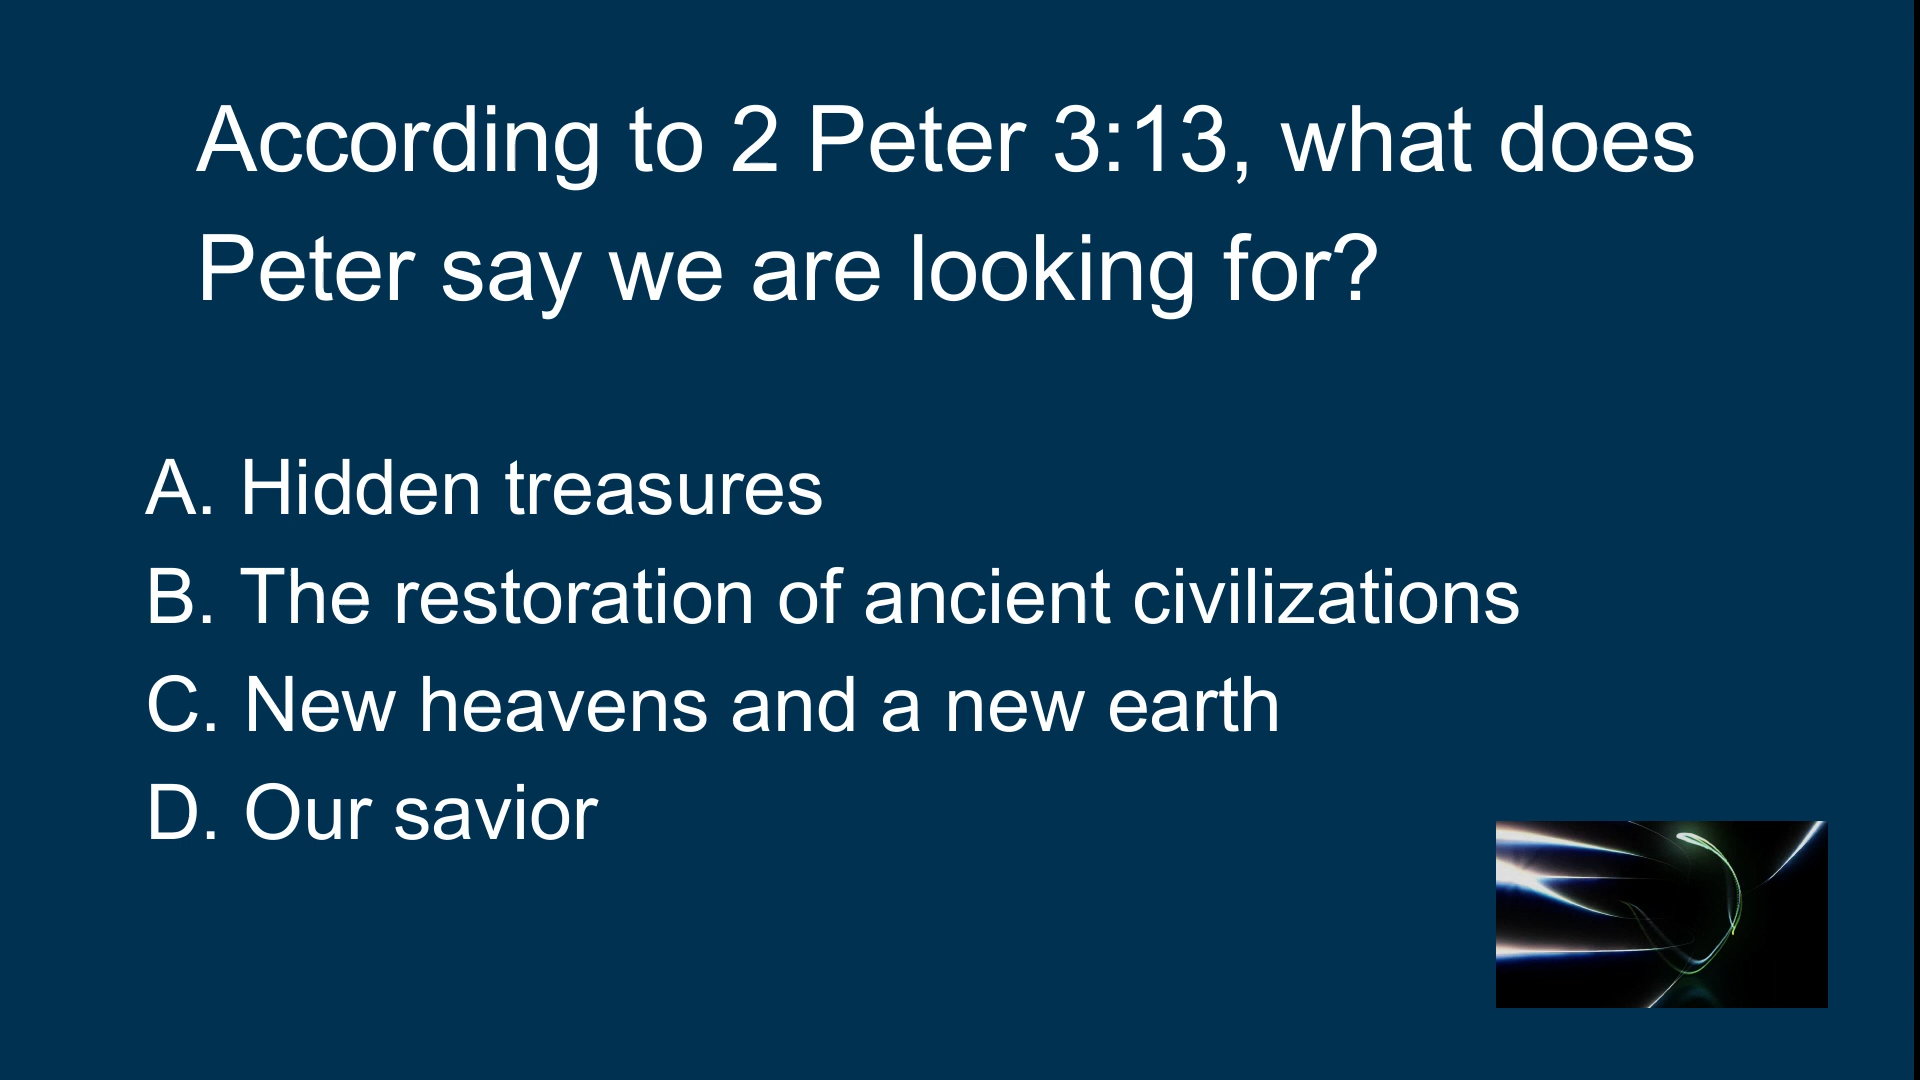 According to 2 Peter 3:13, what does
Peter say we are looking for?
A. Hidden treasures
B. The restoration of ancient civilizations
C. New heavens and a new earth
D. Our savior